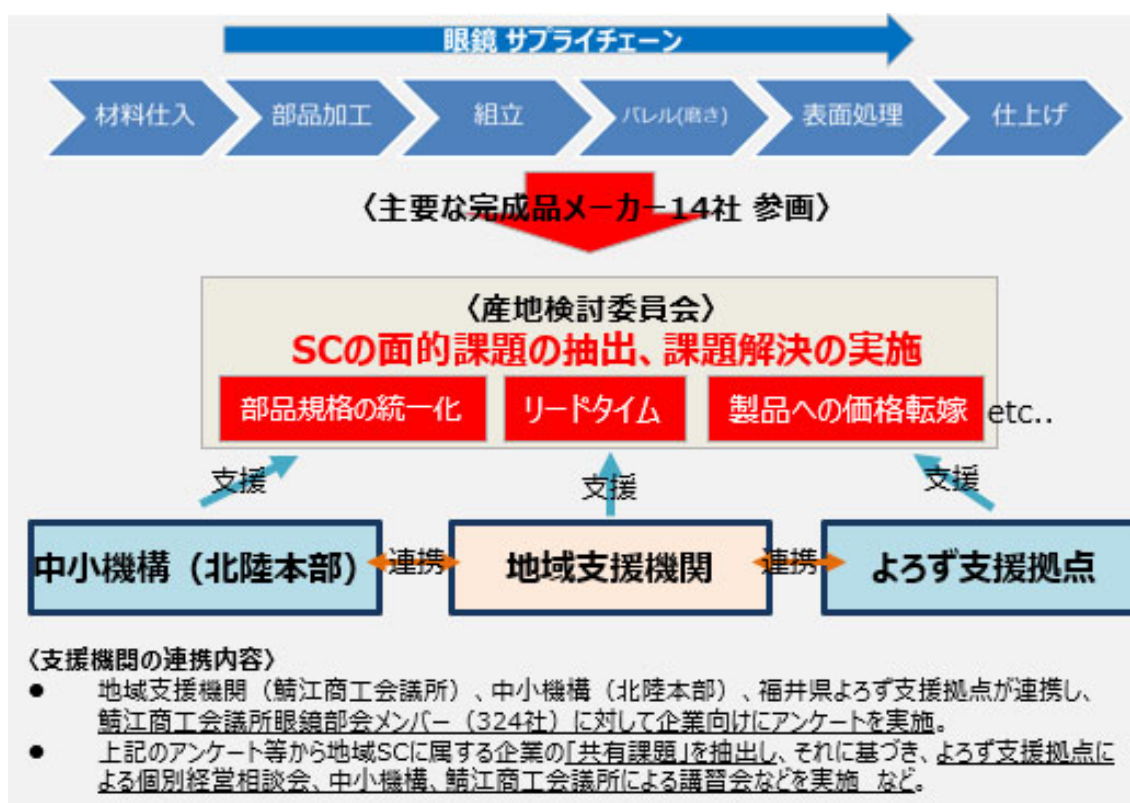 眼鏡 サプライチェーン
材料仕入 部品加工 組立 バレル(磨き) 表面処理 仕上げ
〈主要な完成品メーカー14社 参画〉
〈産地検討委員会〉
SCの面的課題の抽出、課題解決の実施
部品規格の統一化 リードタイム 製品への価格転嫁 etc..
支援 支援 支援
中小機構（北陸本部） 連携 地域支援機関 連携 よろず支援拠点
〈支援機関の連携内容〉
● 地域支援機関（鯖江商工会議所）、中小機構（北陸本部）、福井県よろず支援拠点が連携し、
鯖江商工会議所眼鏡部会メンバー（324社）に対して企業向けにアンケートを実施。
● 上記のアンケート等から地域SCに属する企業の「共有課題」を抽出し、それに基づき、よろず支援拠点に
よる個別経営相談会、中小機構、鯖江商工会議所による講習会などを実施 など。